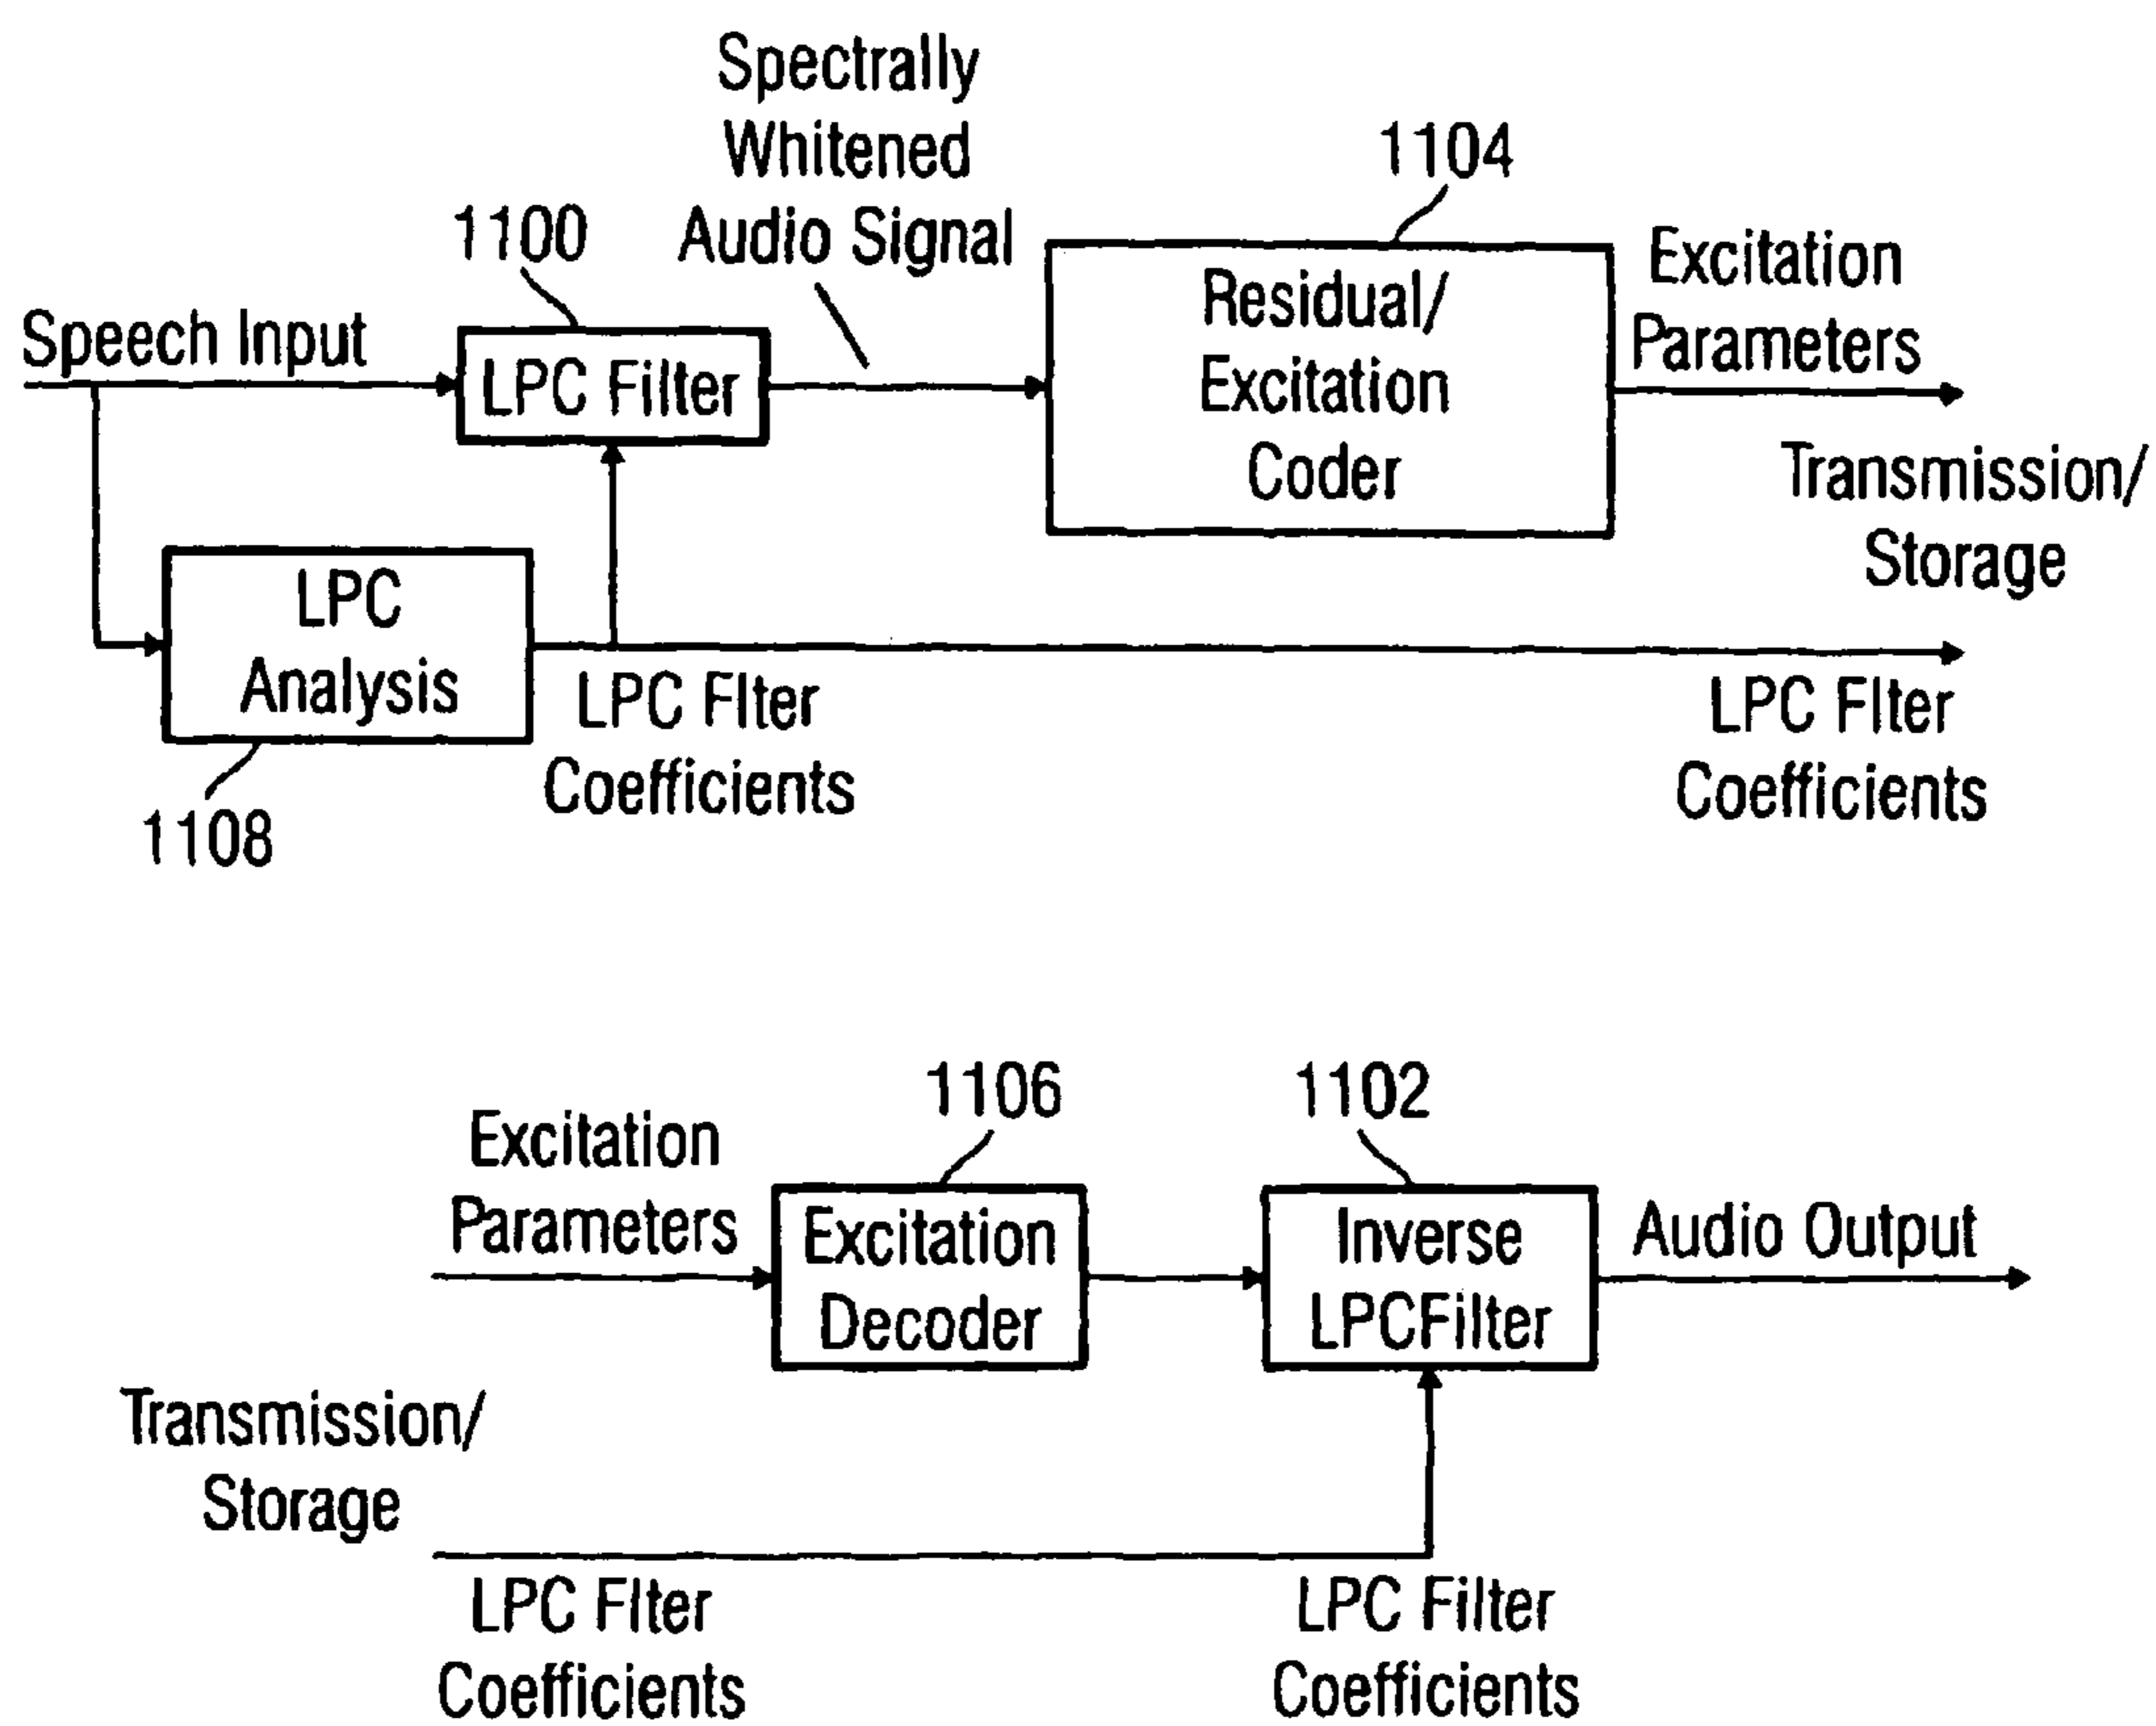 Spectrally
Whitened
Audio Signal
1100
1104
Speech Input
LPC Filter
Residual/
Excitation
Coder
Excitation
Parameters
Transmission/
Storage
LPC
Analysis
1108
LPC Flter
Coefficients
LPC Flter
Coefficients
1106
1102
Excitation
Parameters
Excitation
Decoder
Inverse
LPCFilter
Audio Output
Transmission/
Storage
LPC Flter
Coefficients
LPC Filter
Coefficients